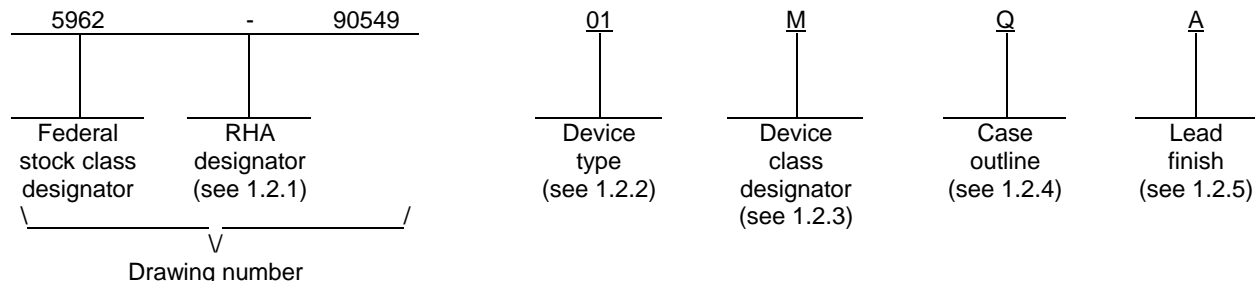 5962 - 90549 01 M Q A
Federal stock class designator
RHA designator (see 1.2.1)
Device type (see 1.2.2)
Device class designator (see 1.2.3)
Case outline (see 1.2.4)
Lead finish (see 1.2.5)
Drawing number